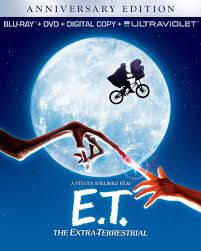 ANNIVERSARY EDITION
BLU-RAY + DVD + DIGITAL COPY + ULTRAVIOLET
A STEVEN SPIELBERG FILM
E.T.
THE EXTRA-TERRESTRIAL